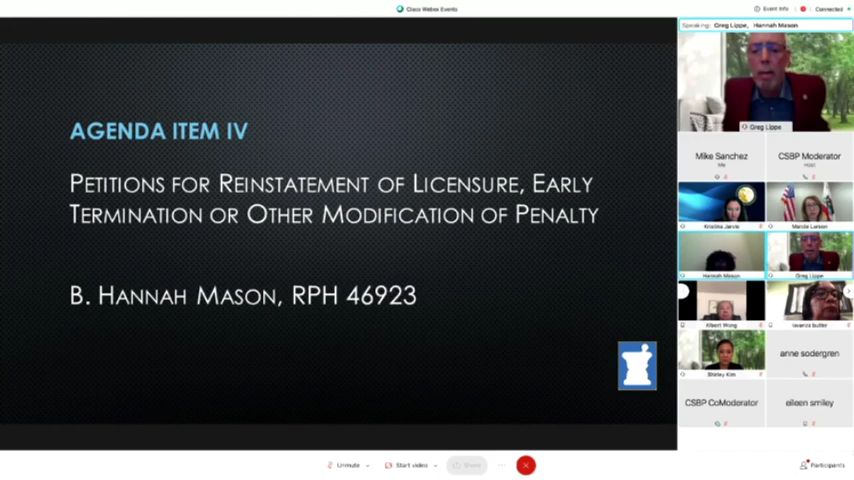 Cisco Webex Events
Event Info
Connected
Speaking: Greg Lippe, Hannah Mason
AGENDA ITEM IV
PETITIONS FOR REINSTATEMENT OF LICENSURE, EARLY
TERMINATION OR OTHER MODIFICATION OF PENALTY
B. HANNAH MASON, RPH 46923
Greg Lippe
Mike Sanchez
Me
CSBP Moderator
Host
Kristina Jarvis
Marcia Larson
Hannah Mason
Greg Lippe
Albert Wong
lavanza butler
Shirley Kim
anne sodergren
CSBP CoModerator
eileen smiley
Unmute
Start video
Share
Participants